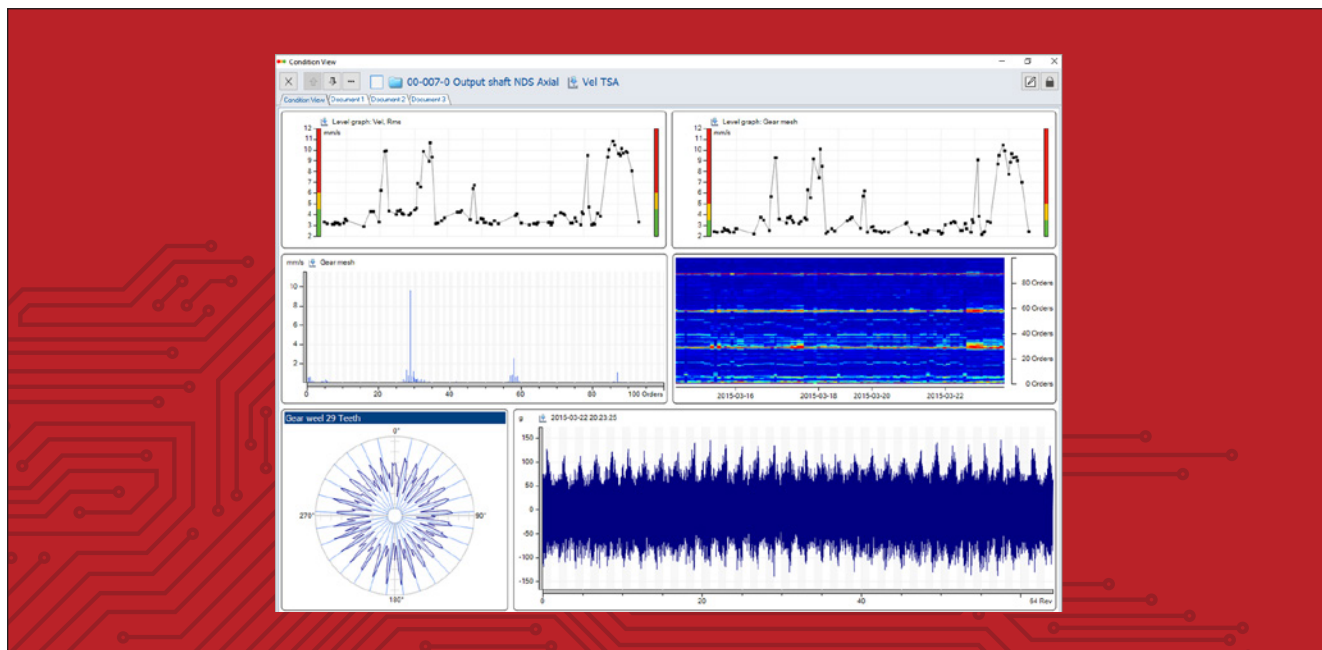 Condition View
00-007-0 Output shaft NDS Axial Vel TSA
Condition View Document 1 Document 2 Document 3
Level graph: Vel, Rms
mm/s
12
11
10
9
8
7
6
5
4
3
2
Level graph: Gear mesh
mm/s
12
11
10
9
8
7
6
5
4
3
2
mm/s Gear mesh
10
8
6
4
2
0 20 40 60 80 100 Orders
80 Orders
60 Orders
40 Orders
20 Orders
0 Orders
2015-03-16 2015-03-18 2015-03-20 2015-03-22
Gear weel 29 Teeth
0°
270° 90°
180°
g 2015-03-22 20:23:25
150
100
50
0
-50
-100
-150
0 20 40 54 Rev